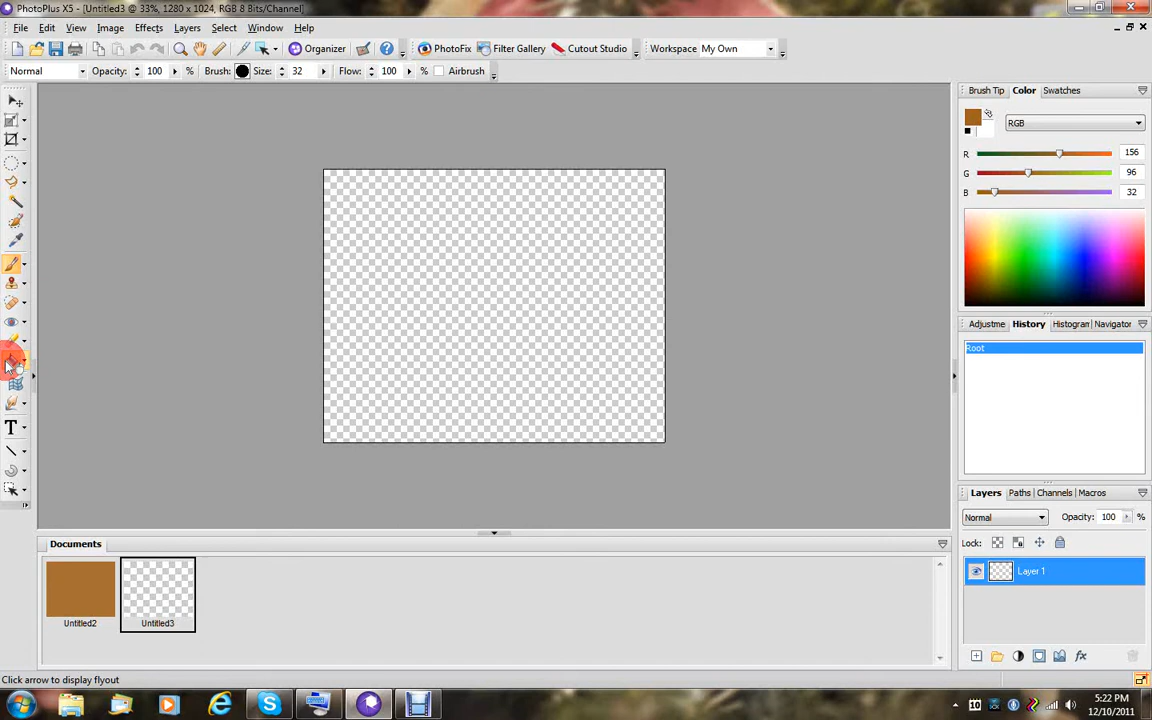 PhotoPlus X5 - [Untitled3 @ 33%, 1280 x 1024, RGB 8 Bits/Channel]
File Edit View Image Effects Layers Select Window Help
Organizer PhotoFix Filter Gallery Cutout Studio Workspace My Own
Normal Opacity: 100 % Brush: Size: 32 Flow: 100 % Airbrush
Brush Tip Color Swatches
RGB
R 156
G 96
B 32
Adjustme History Histogram Navigator
Root
T
Layers Paths Channels Macros
Normal Opacity: 100 %
Lock:
Layer 1
Documents
Untitled2 Untitled3
Click arrow to display flyout
10 5:22 PM
12/10/2011